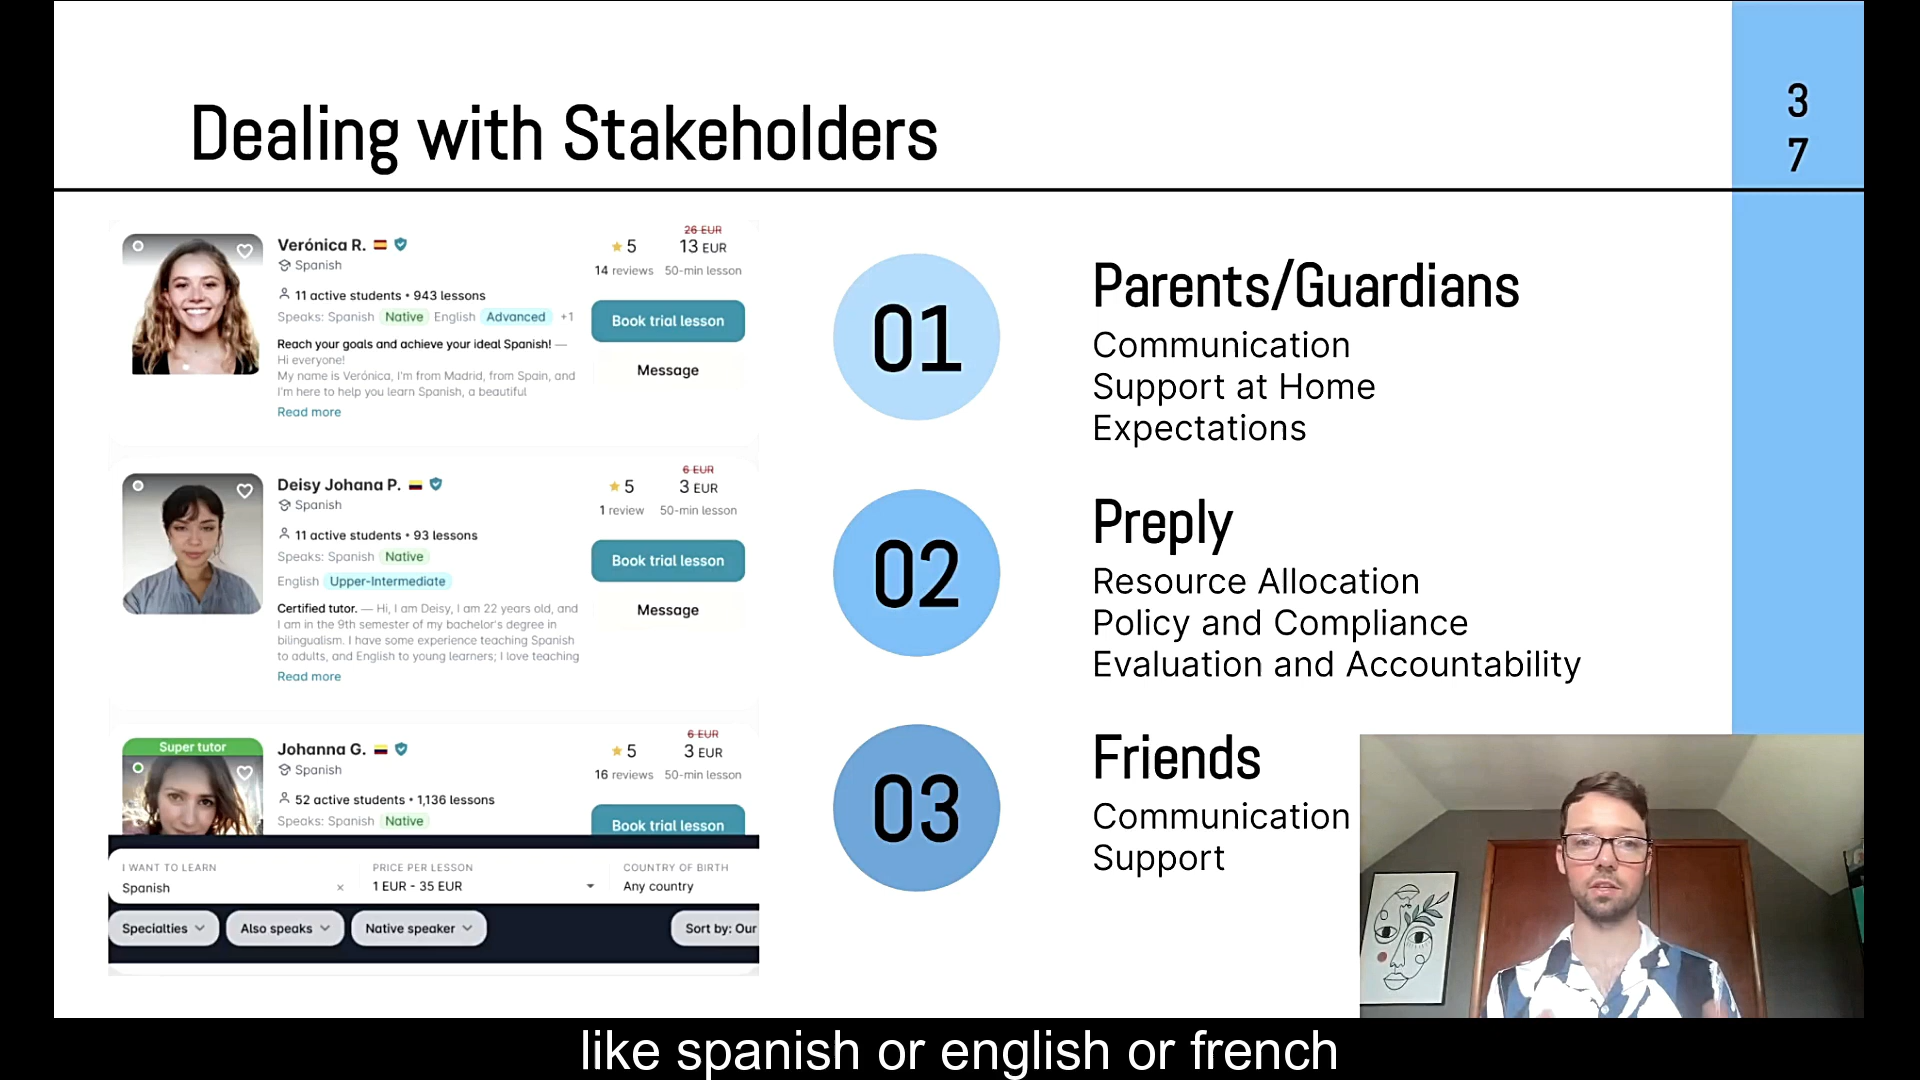 Dealing with Stakeholders
3
7
Verónica R.
Spanish
11 active students • 943 lessons
Speaks: Spanish Native English Advanced +1
Reach your goals and achieve your ideal Spanish! —
Hi everyone!
My name is Verónica, I'm from Madrid, from Spain, and
I'm here to help you learn Spanish, a beautiful
Read more
5
14 reviews
26 EUR
13 EUR
50-min lesson
Book trial lesson
Message
Deisy Johana P.
Spanish
11 active students • 93 lessons
Speaks: Spanish Native
English Upper-Intermediate
Certified tutor. — Hi, I am Deisy, I am 22 years old, and
I am in the 9th semester of my bachelor's degree in
bilingualism. I have some experience teaching Spanish
to adults, and English to young learners; I love teaching
Read more
5
1 review
6 EUR
3 EUR
50-min lesson
Book trial lesson
Message
Super tutor
Johanna G.
Spanish
52 active students • 1,136 lessons
Speaks: Spanish Native
5
16 reviews
6 EUR
3 EUR
50-min lesson
Book trial lesson
I WANT TO LEARN
Spanish
PRICE PER LESSON
1 EUR - 35 EUR
COUNTRY OF BIRTH
Any country
Specialties
Also speaks
Native speaker
Sort by: Our
01
Parents/Guardians
Communication
Support at Home
Expectations
02
Preply
Resource Allocation
Policy and Compliance
Evaluation and Accountability
03
Friends
Communication
Support
like spanish or english or french